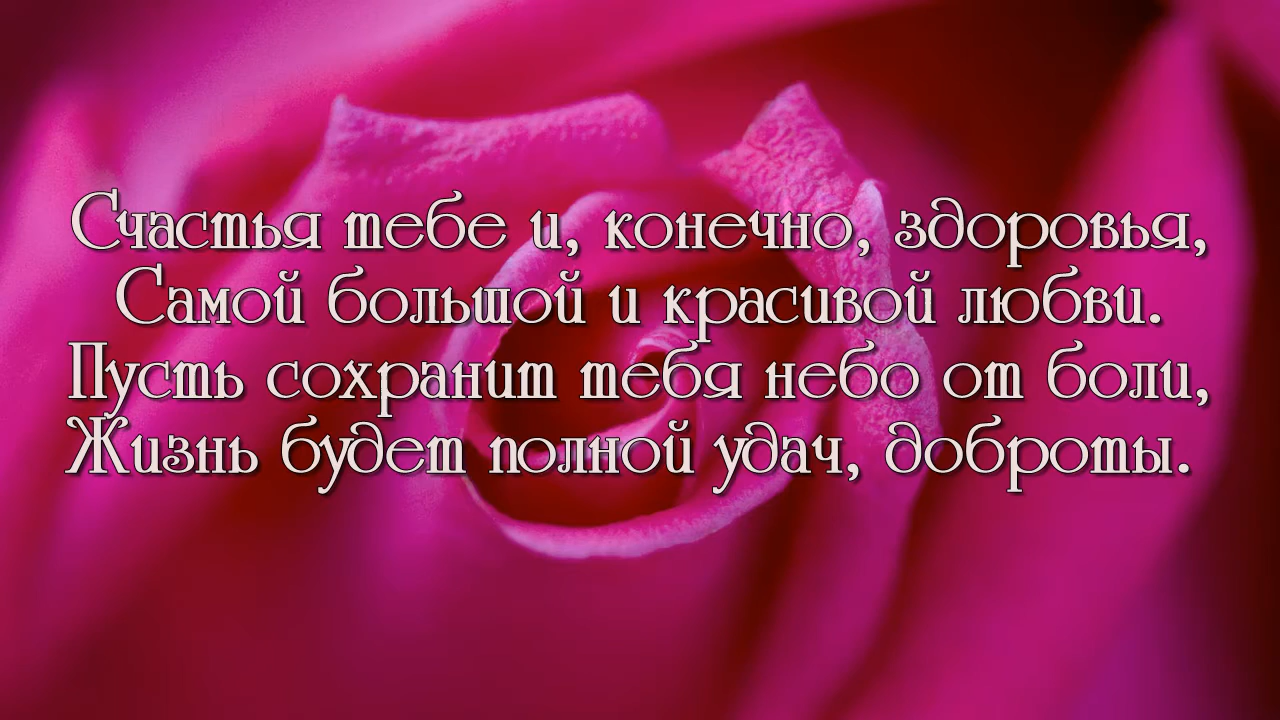 Счастья тебе и, конечно, здоровья,
Самой большой и красивой любви.
Пусть сохранит тебя небо от боли,
Жизнь будет полной удач, доброты.